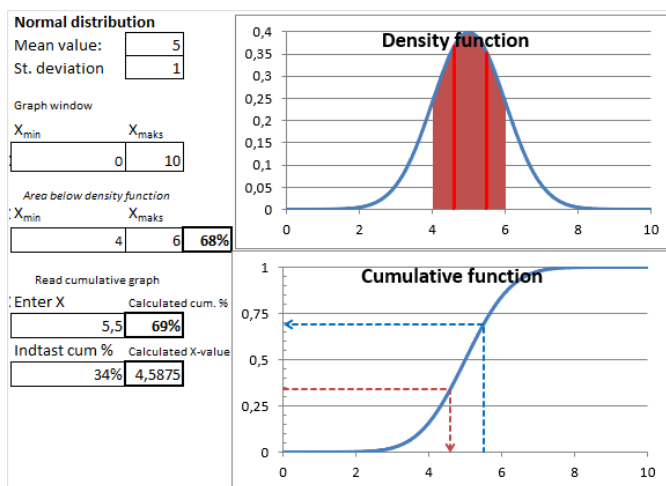 Normal distribution
Mean value: 5
St. deviation 1
Graph window
Xmin Xmaks
0 10
Area below density function
Xmin Xmaks
4 6 68%
Read cumulative graph
Enter X Calculated cum. %
5,5 69%
Indtast cum % Calculated X-value
34% 4,5875
Density function
0,4
0,35
0,3
0,25
0,2
0,15
0,1
0,05
0
0 2 4 6 8 10
Cumulative function
1
0,75
0,5
0,25
0
0 2 4 6 8 10